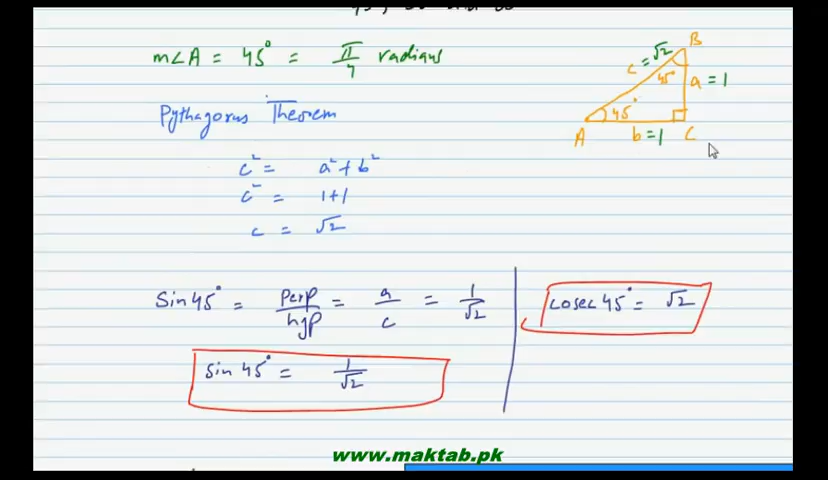 m∠A = 45° = π/4 radians
Pythagorus Theorem
c² = a² + b²
c² = 1+1
c = √2
B
c = √2
45°
a = 1
45°
A
b = 1
C
Sin 45° = perp/hyp = a/c = 1/√2
cosec 45° = √2
Sin 45° = 1/√2
www.maktab.pk